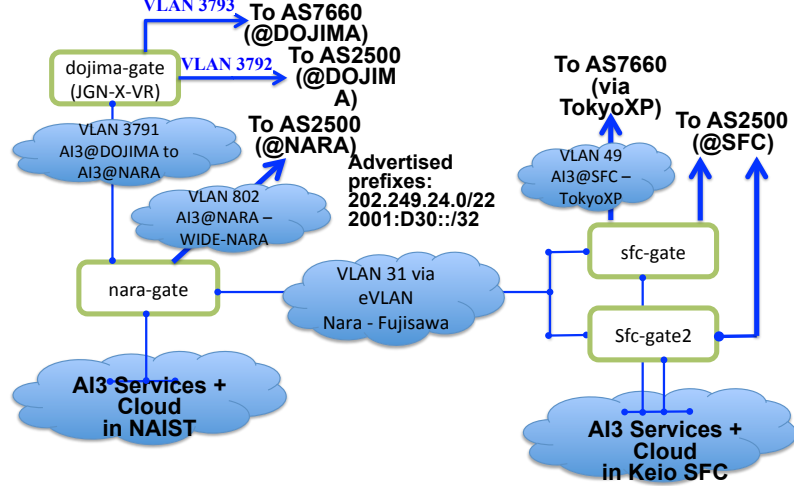 VLAN 3793
To AS7660
(@DOJIMA)
dojima-gate
(JGN-X-VR)
VLAN 3792
To AS2500
(@DOJIM
A)
VLAN 3791
AI3@DOJIMA to
AI3@NARA
To AS2500
(@NARA)
VLAN 802
AI3@NARA –
WIDE-NARA
Advertised
prefixes:
202.249.24.0/22
2001:D30::/32
To AS7660
(via
TokyoXP)
To AS2500
(@SFC)
VLAN 49
AI3@SFC –
TokyoXP
nara-gate
VLAN 31 via
eVLAN
Nara - Fujisawa
sfc-gate
Sfc-gate2
AI3 Services +
Cloud
in NAIST
AI3 Services +
Cloud
in Keio SFC